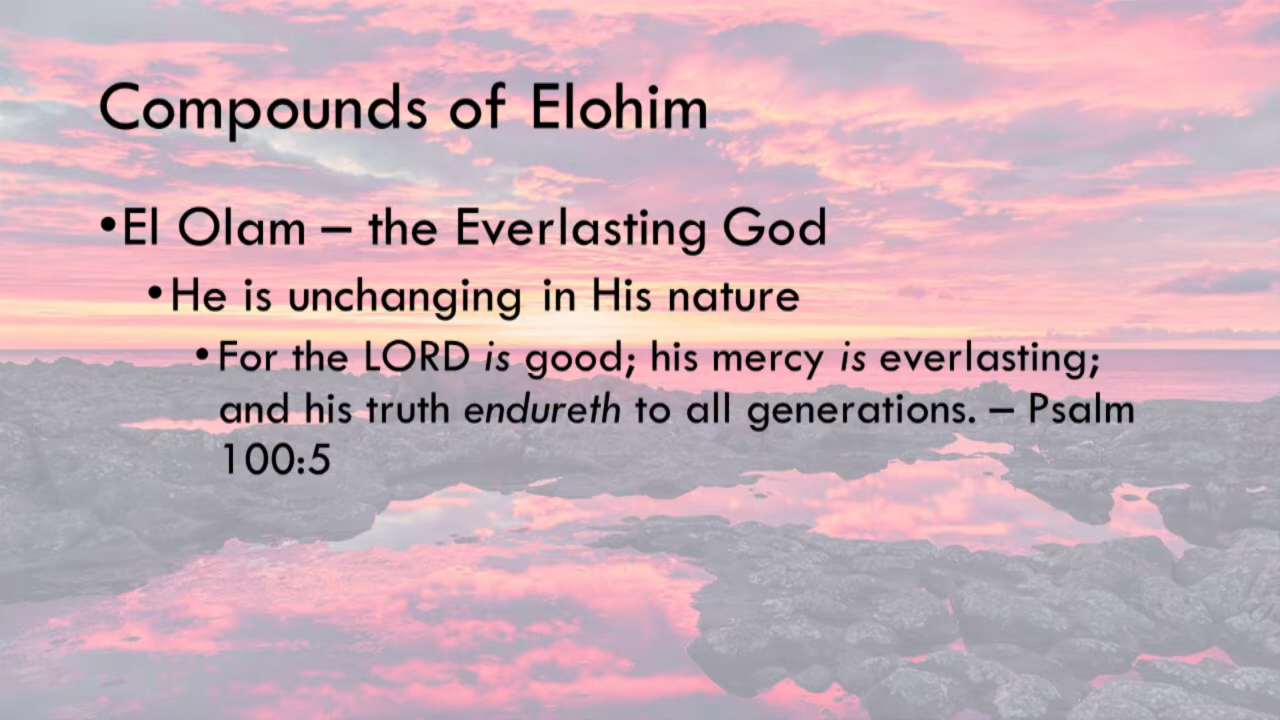 Compounds of Elohim
•El Olam – the Everlasting God
•He is unchanging in His nature
•For the LORD is good; his mercy is everlasting;
and his truth endureth to all generations. – Psalm
100:5